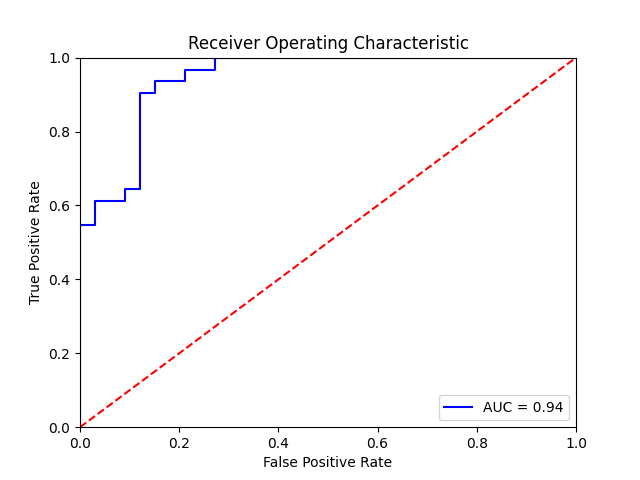 Receiver Operating Characteristic
1.0
0.8
0.6
0.4
0.2
0.0
True Positive Rate
AUC = 0.94
0.0 0.2 0.4 0.6 0.8 1.0
False Positive Rate